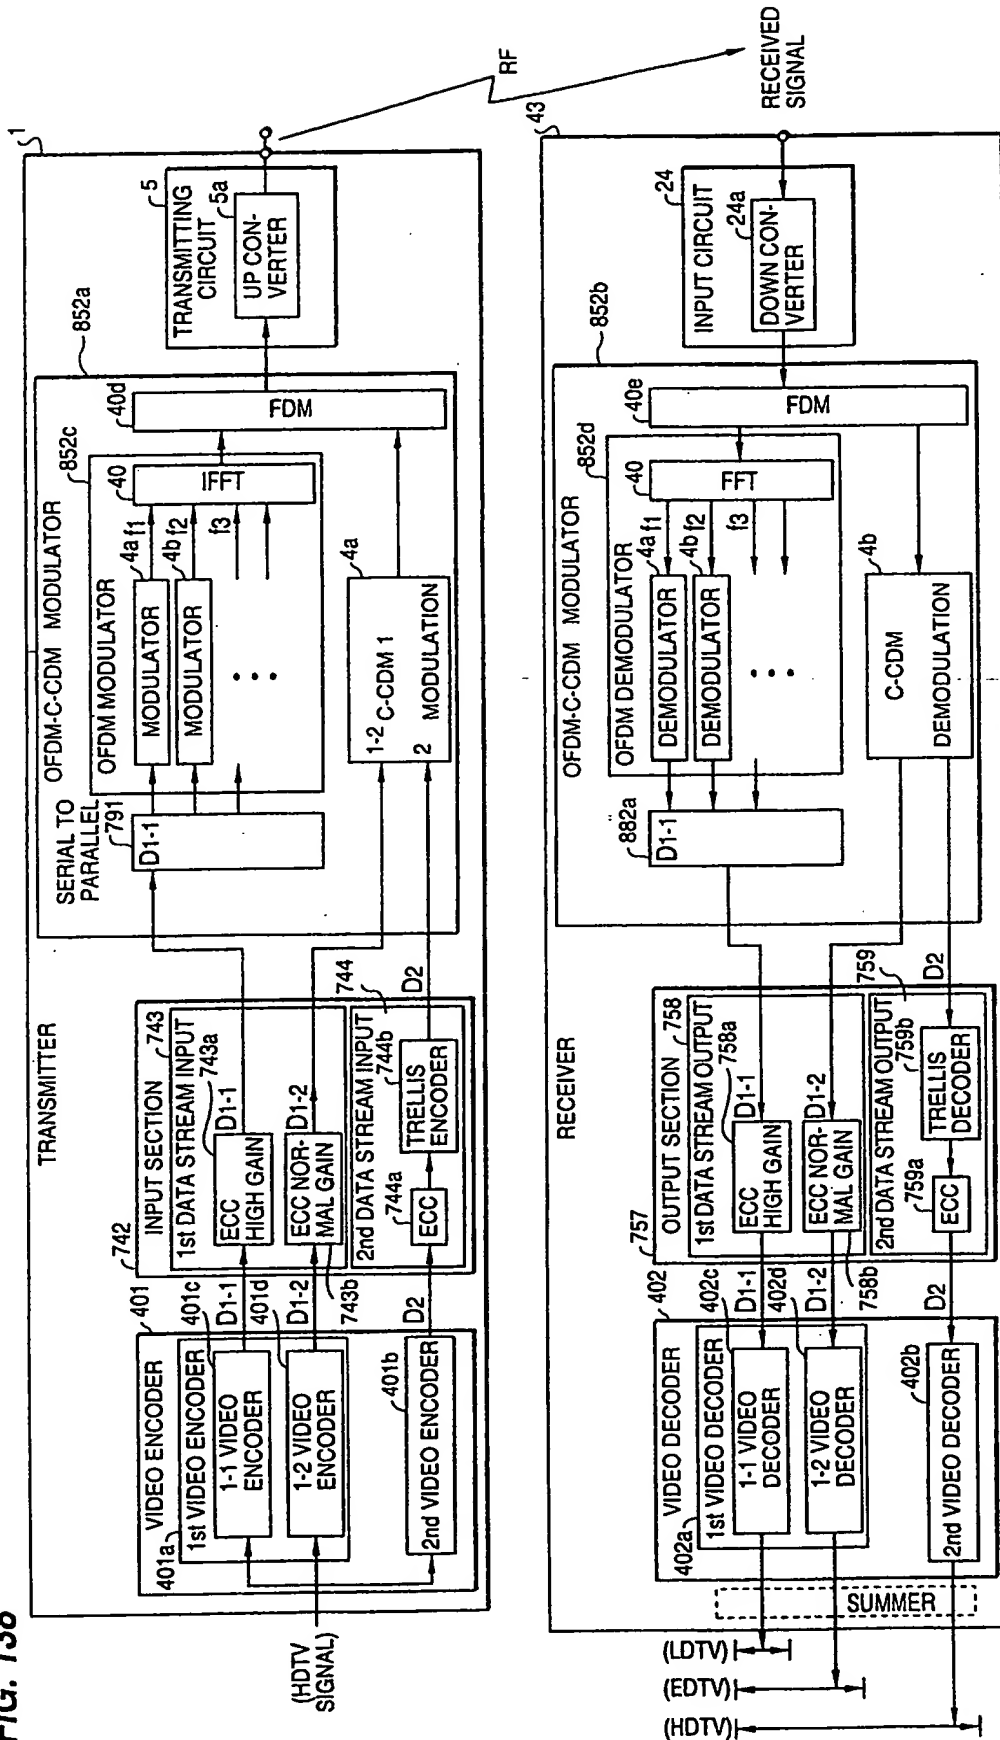 FIG. 138
TRANSMITTER
1
(HDTV
SIGNAL)
401
VIDEO ENCODER
401a
1st VIDEO ENCODER
401c
1-1 VIDEO
ENCODER
401d
1-2 VIDEO
ENCODER
401b
2nd VIDEO ENCODER
D1-1
D1-2
D2
742
INPUT SECTION
743
1st DATA STREAM INPUT
743a
ECC
HIGH GAIN
D1-1
ECC NOR-
MAL GAIN
D1-2
743b
744
2nd DATA STREAM INPUT
744a
ECC
744b
TRELLIS
ENCODER
D2
852a
OFDM-C-CDM MODULATOR
SERIAL TO
PARALLEL
791
D1-1
852c
OFDM MODULATOR
MODULATOR
4a
f1
MODULATOR
4b
f2
f3
40
IFFT
4a
1-2
C-CDM 1
2
MODULATION
40d
FDM
5
TRANSMITTING
CIRCUIT
5a
UP CON-
VERTER
RF
RECEIVED
SIGNAL
RECEIVER
43
24
INPUT CIRCUIT
24a
DOWN CON-
VERTER
852b
OFDM-C-CDM MODULATOR
40e
FDM
852d
OFDM DEMODULATOR
40
FFT
4a
f1
DEMODULATOR
4b
f2
DEMODULATOR
f3
882a
D1-1
4b
C-CDM
DEMODULATION
757
OUTPUT SECTION
758
1st DATA STREAM OUTPUT
758a
ECC
HIGH GAIN
D1-1
ECC NOR-
MAL GAIN
D1-2
758b
759
2nd DATA STREAM OUTPUT
759a
ECC
759b
TRELLIS
DECODER
D2
D1-1
D1-2
D2
402
VIDEO DECODER
402a
1st VIDEO DECODER
402c
1-1 VIDEO
DECODER
402d
1-2 VIDEO
DECODER
402b
2nd VIDEO DECODER
SUMMER
(LDTV)
(EDTV)
(HDTV)